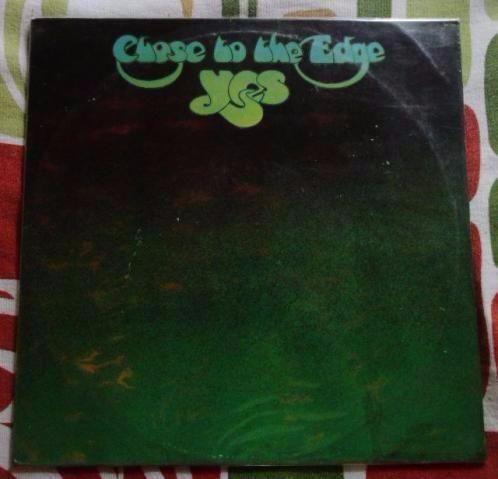 Close to the Edge
yes